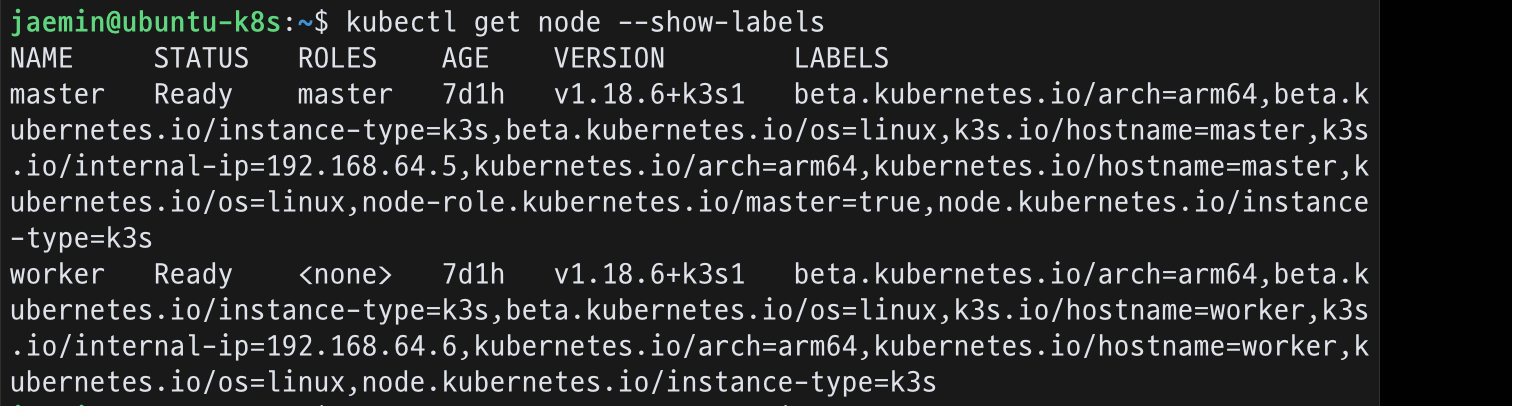 jaemin@ubuntu-k8s:~$ kubectl get node --show-labels
NAME     STATUS   ROLES    AGE    VERSION        LABELS
master   Ready    master   7d1h   v1.18.6+k3s1   beta.kubernetes.io/arch=arm64,beta.k
ubernetes.io/instance-type=k3s,beta.kubernetes.io/os=linux,k3s.io/hostname=master,k3s
.io/internal-ip=192.168.64.5,kubernetes.io/arch=arm64,kubernetes.io/hostname=master,k
ubernetes.io/os=linux,node-role.kubernetes.io/master=true,node.kubernetes.io/instance
-type=k3s
worker   Ready    <none>   7d1h   v1.18.6+k3s1   beta.kubernetes.io/arch=arm64,beta.k
ubernetes.io/instance-type=k3s,beta.kubernetes.io/os=linux,k3s.io/hostname=worker,k3s
.io/internal-ip=192.168.64.6,kubernetes.io/arch=arm64,kubernetes.io/hostname=worker,k
ubernetes.io/os=linux,node.kubernetes.io/instance-type=k3s